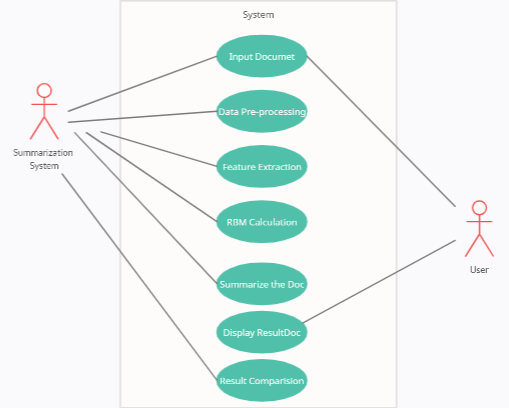 System
Input Documet
Data Pre-processing
Summarization
System
Feature Extraction
RBM Calculation
User
Summarize the Doc
Display ResultDoc
Result Comparision